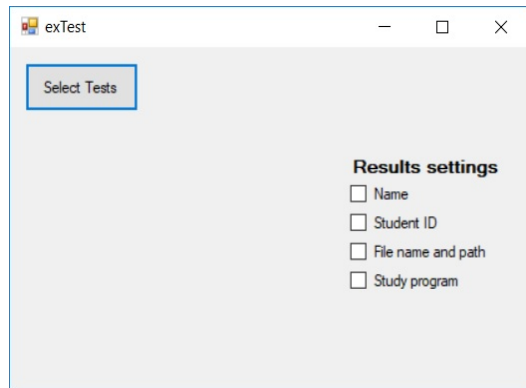 exTest
Select Tests
Results settings
Name
Student ID
File name and path
Study program